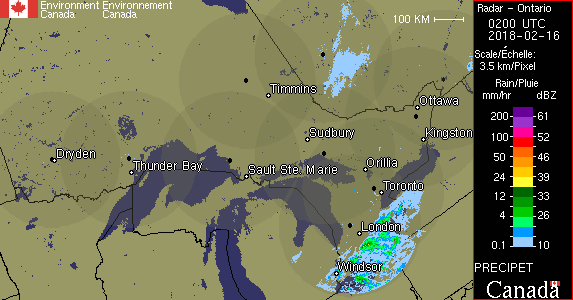 Environment Environnement
Canada Canada
100 KM
Timmins
Ottawa
Sudbury
Kingston
Dryden
Thunder Bay
Sault Ste. Marie
Orillia
Toronto
London
Windsor
Radar - Ontario
0200 UTC
2018-02-16
Scale/Échelle:
3.5 km/Pixel
Rain/Pluie
mm/hr dBZ
200 61
100 52
50 46
24 39
12 33
4 26
0.1 10
PRECIPET
Canada